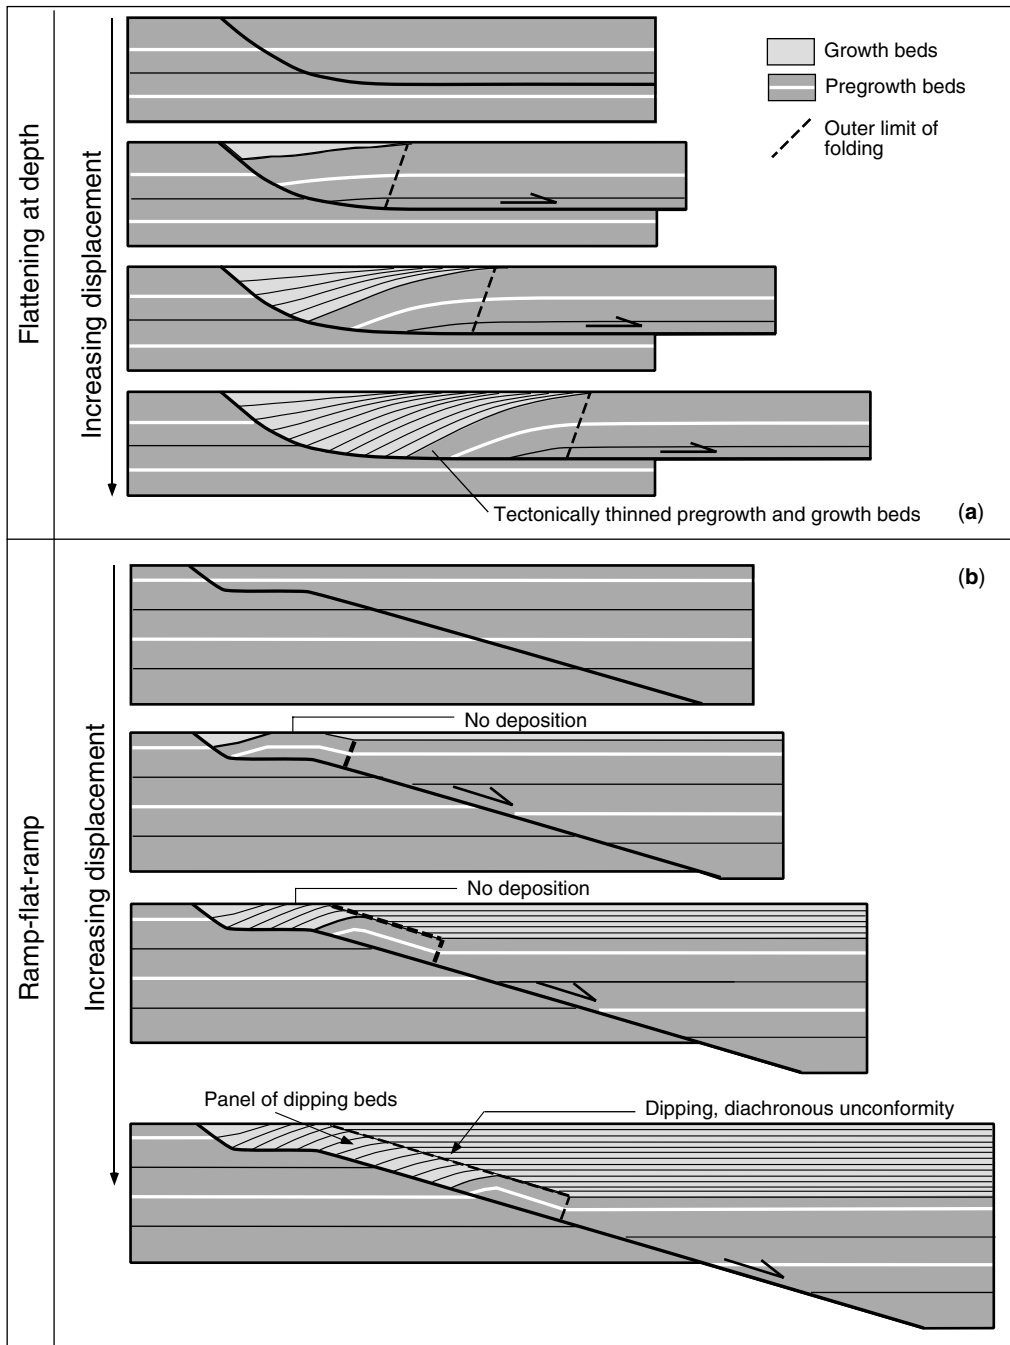 Flattening at depth
Increasing displacement
Growth beds
Pregrowth beds
Outer limit of
folding
Tectonically thinned pregrowth and growth beds
(a)
Ramp-flat-ramp
Increasing displacement
(b)
No deposition
No deposition
Panel of dipping beds
Dipping, diachronous unconformity